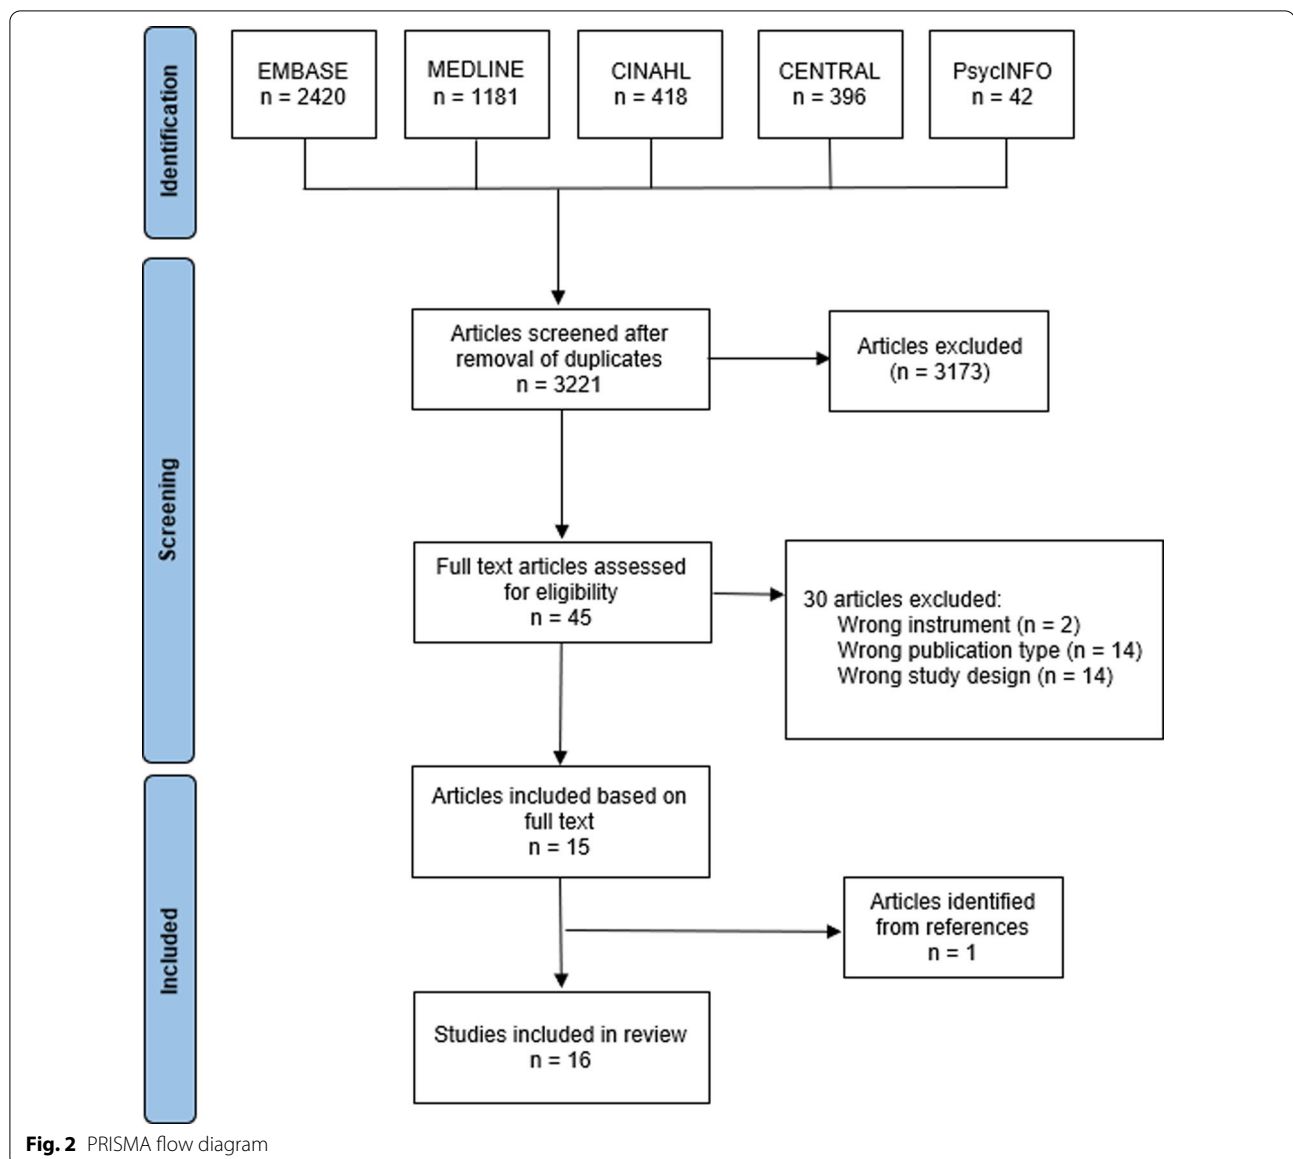 Identification
EMBASE
n = 2420
MEDLINE
n = 1181
CINAHL
n = 418
CENTRAL
n = 396
PsycINFO
n = 42
Screening
Articles screened after
removal of duplicates
n = 3221
Articles excluded
(n = 3173)
Full text articles assessed
for eligibility
n = 45
30 articles excluded:
Wrong instrument (n = 2)
Wrong publication type (n = 14)
Wrong study design (n = 14)
Included
Articles included based on
full text
n = 15
Articles identified
from references
n = 1
Studies included in review
n = 16
Fig. 2 PRISMA flow diagram